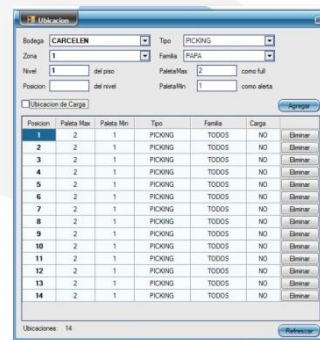 Ubicacion
Bodega CARCELEN Tipo PICKING
Zona 1 Familia PAPA
Nivel 1 del piso PaletaMax 2 como full
Posicion del nivel PaletaMin 1 como alerta
Ubicacion de Carga Agregar
Posicion Paleta Max Paleta Min Tipo Familia Carga
1 2 1 PICKING TODOS NO Eliminar
2 2 1 PICKING TODOS NO Eliminar
3 2 1 PICKING TODOS NO Eliminar
4 2 1 PICKING TODOS NO Eliminar
5 2 1 PICKING TODOS NO Eliminar
6 2 1 PICKING TODOS NO Eliminar
7 2 1 PICKING TODOS NO Eliminar
8 2 1 PICKING TODOS NO Eliminar
9 2 1 PICKING TODOS NO Eliminar
10 2 1 PICKING TODOS NO Eliminar
11 2 1 PICKING TODOS NO Eliminar
12 2 1 PICKING TODOS NO Eliminar
13 2 1 PICKING TODOS NO Eliminar
14 2 1 PICKING TODOS NO Eliminar
Ubicaciones: 14 Refrescar